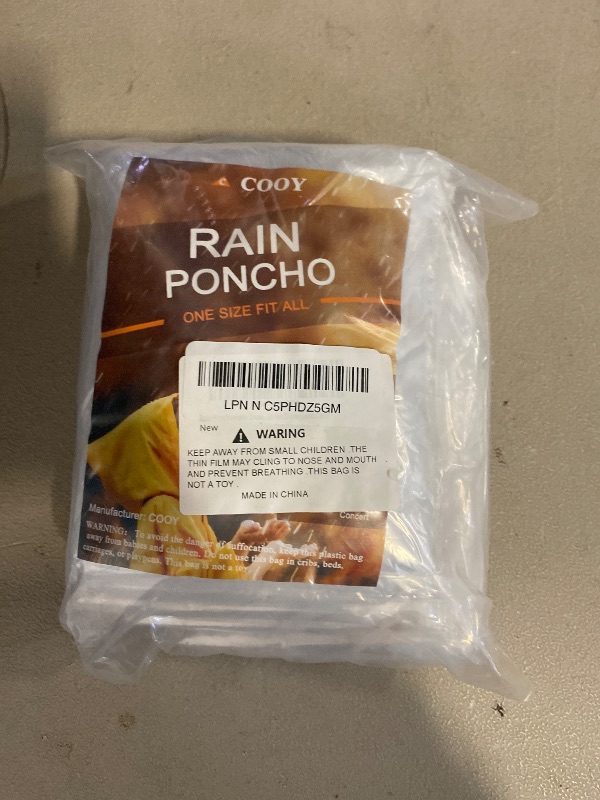 COOY
RAIN
PONCHO
ONE SIZE FIT ALL
LPN N C5PHDZ5GM
New
WARING
KEEP AWAY FROM SMALL CHILDREN .THE
THIN FILM MAY CLING TO NOSE AND MOUTH .
AND PREVENT BREATHING .THIS BAG IS
NOT A TOY .
MADE IN CHINA
Manufacturer: COOY
Concert
WARNING: To avoid the danger of suffocation, keep this plastic bag
away from babies and children. Do not use this bag in cribs, beds,
carriages, or playpens. This bag is not a toy